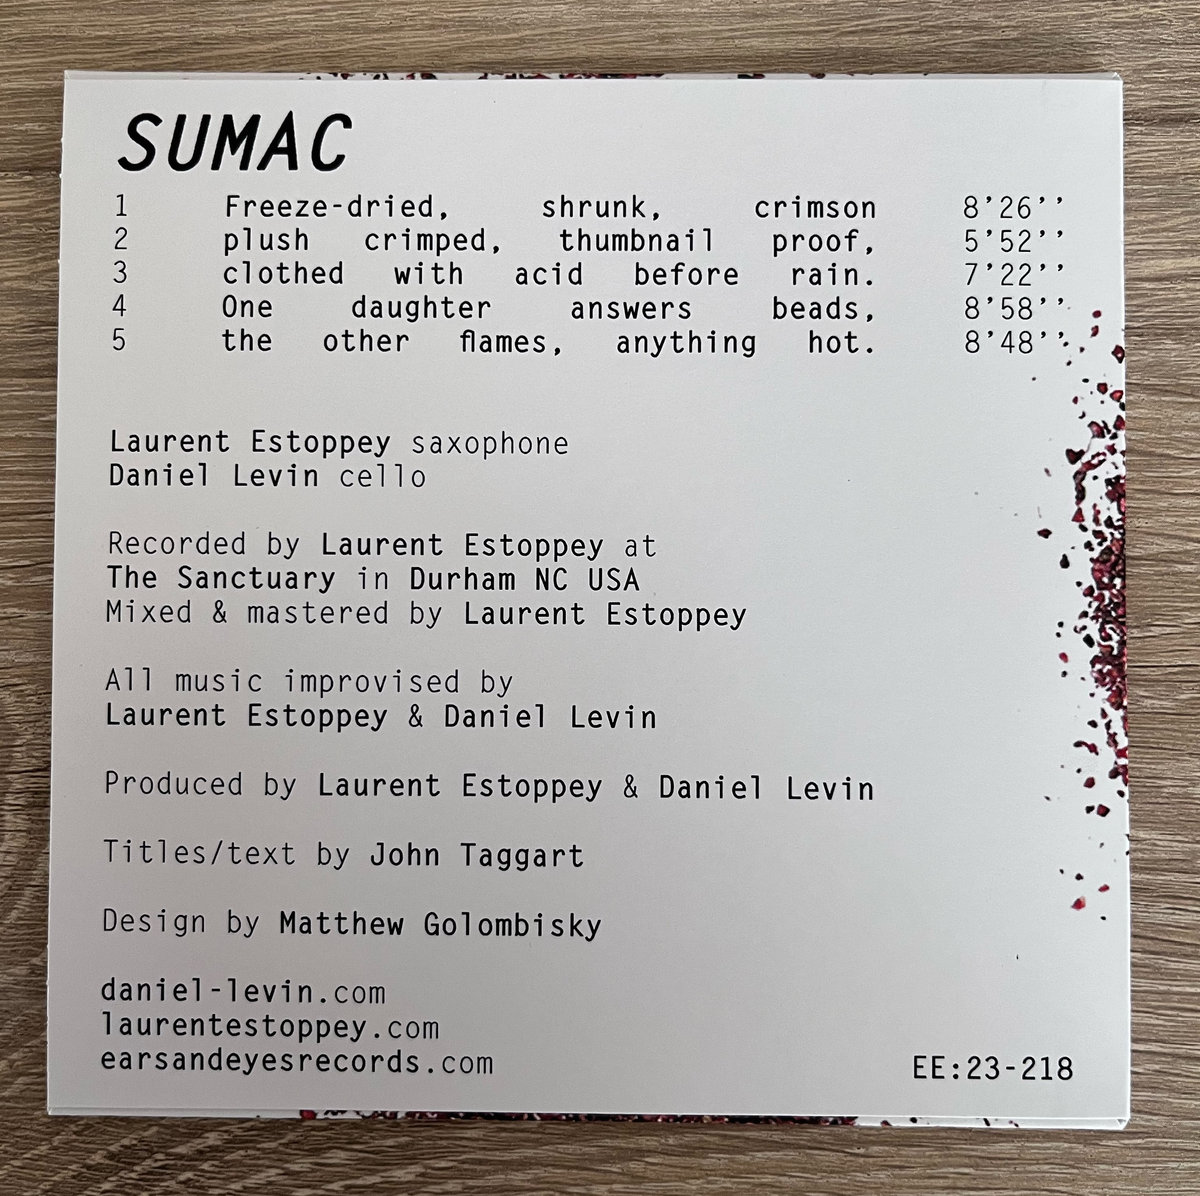 SUMAC
1 Freeze-dried, shrunk, crimson 8’26’’
2 plush crimped, thumbnail proof, 5’52’’
3 clothed with acid before rain. 7’22’’
4 One daughter answers beads, 8’58’’
5 the other flames, anything hot. 8’48’’
Laurent Estoppey saxophone
Daniel Levin cello
Recorded by Laurent Estoppey at
The Sanctuary in Durham NC USA
Mixed & mastered by Laurent Estoppey
All music improvised by
Laurent Estoppey & Daniel Levin
Produced by Laurent Estoppey & Daniel Levin
Titles/text by John Taggart
Design by Matthew Golombisky
daniel-levin.com
laurentestoppey.com
earsandeyesrecords.com
EE:23-218